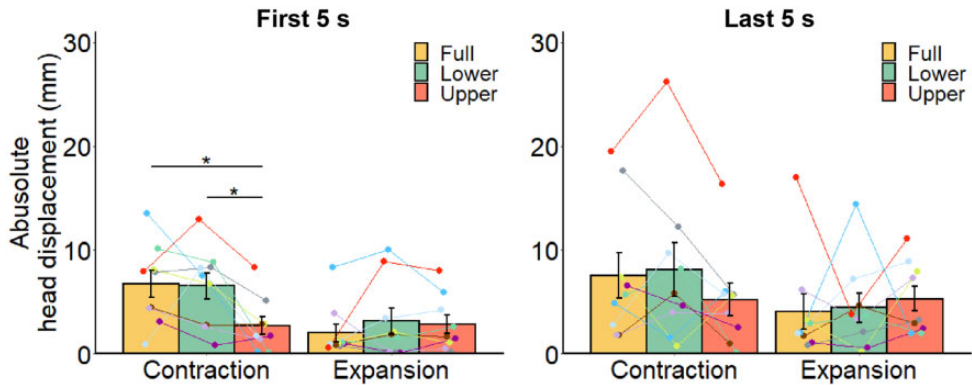 First 5 s
Last 5 s
Abusolute
head displacement (mm)
30
20
10
0
Full
Lower
Upper
*
*
Contraction
Expansion
30
20
10
0
Full
Lower
Upper
Contraction
Expansion